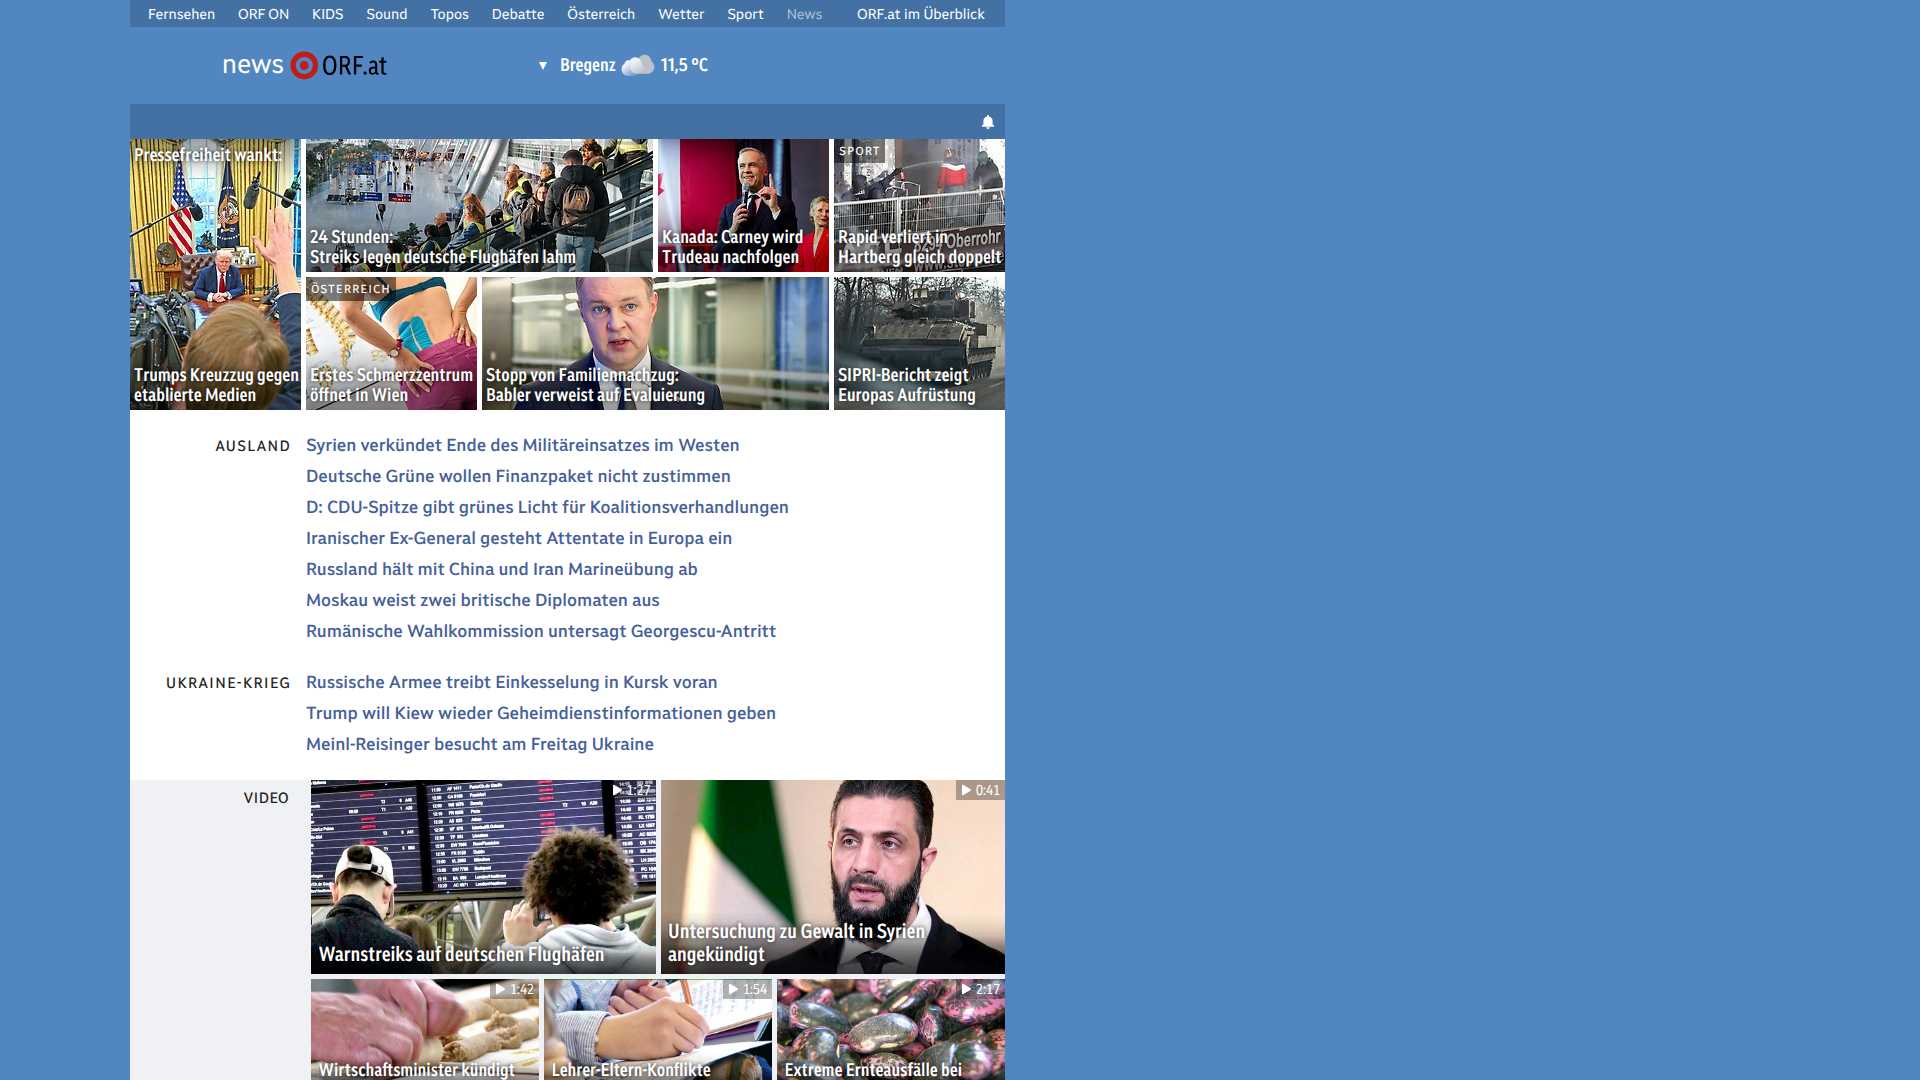 Fernsehen ORF ON KIDS Sound Topos Debatte Österreich Wetter Sport News ORF.at im Überblick
news ORF.at
▼ Bregenz 11,5 °C
Pressefreiheit wankt:
Trumps Kreuzzug gegen
etablierte Medien
24 Stunden:
Streiks legen deutsche Flughäfen lahm
Kanada: Carney wird
Trudeau nachfolgen
SPORT
Rapid verliert in
Hartberg gleich doppelt
ÖSTERREICH
Erstes Schmerzzentrum
öffnet in Wien
Stopp von Familiennachzug:
Babler verweist auf Evaluierung
SIPRI-Bericht zeigt
Europas Aufrüstung
AUSLAND
Syrien verkündet Ende des Militäreinsatzes im Westen
Deutsche Grüne wollen Finanzpaket nicht zustimmen
D: CDU-Spitze gibt grünes Licht für Koalitionsverhandlungen
Iranischer Ex-General gesteht Attentate in Europa ein
Russland hält mit China und Iran Marineübung ab
Moskau weist zwei britische Diplomaten aus
Rumänische Wahlkommission untersagt Georgescu-Antritt
UKRAINE-KRIEG
Russische Armee treibt Einkesselung in Kursk voran
Trump will Kiew wieder Geheimdienstinformationen geben
Meinl-Reisinger besucht am Freitag Ukraine
VIDEO
1:27
Warnstreiks auf deutschen Flughäfen
0:41
Untersuchung zu Gewalt in Syrien
angekündigt
1:42
Wirtschaftsminister kündigt
1:54
Lehrer-Eltern-Konflikte
2:17
Extreme Ernteausfälle bei